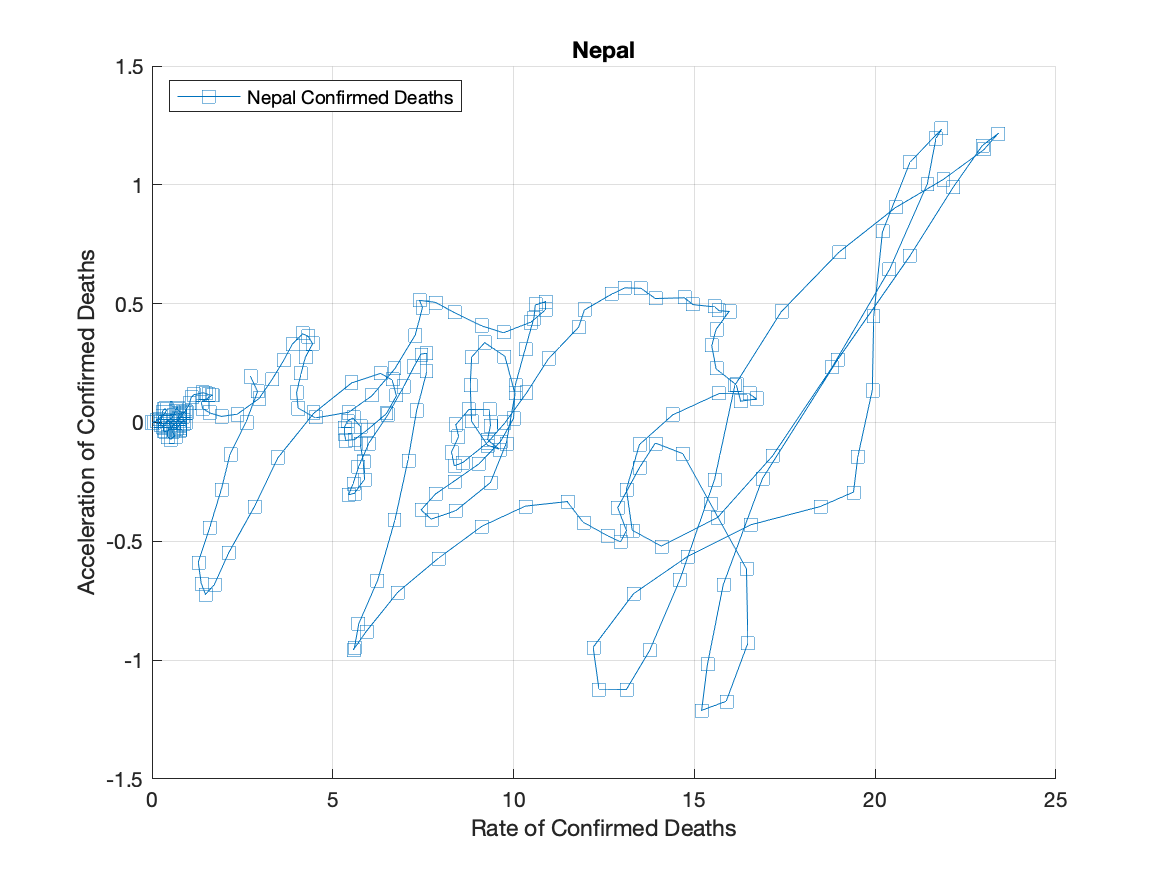 Nepal
Nepal Confirmed Deaths
1.5
1
0.5
0
-0.5
-1
-1.5
Acceleration of Confirmed Deaths
0 5 10 15 20 25
Rate of Confirmed Deaths